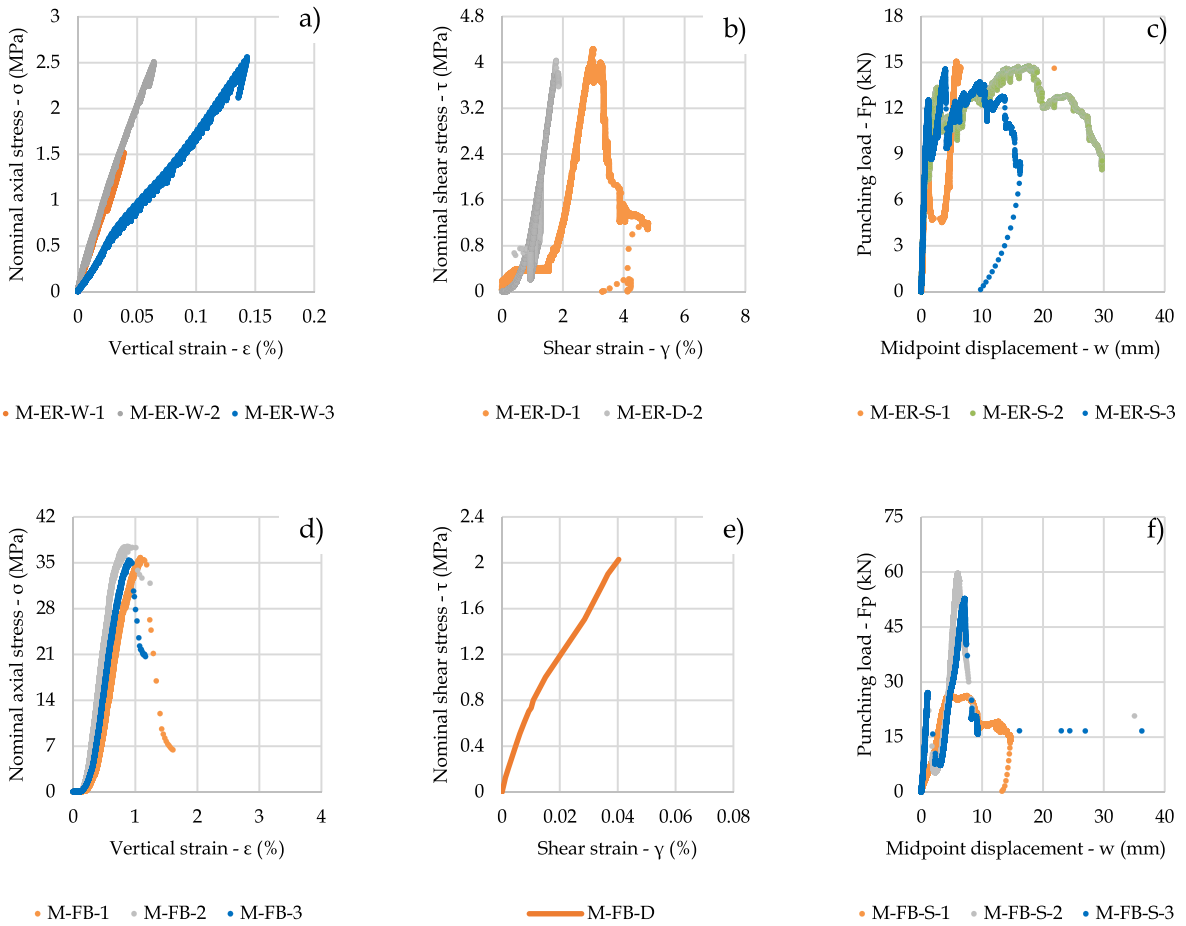 a)
Nominal axial stress - σ (MPa)
3
2.5
2
1.5
1
0.5
0
0 0.05 0.1 0.15 0.2
Vertical strain - ε (%)
M-ER-W-1 M-ER-W-2 M-ER-W-3
b)
Nominal shear stress - τ (MPa)
4.8
4
3.2
2.4
1.6
0.8
0
0 2 4 6 8
Shear strain - γ (%)
M-ER-D-1 M-ER-D-2
c)
Punching load - Fp (kN)
18
15
12
9
6
3
0
0 10 20 30 40
Midpoint displacement - w (mm)
M-ER-S-1 M-ER-S-2 M-ER-S-3
d)
Nominal axial stress - σ (MPa)
42
35
28
21
14
7
0
0 1 2 3 4
Vertical strain - ε (%)
M-FB-1 M-FB-2 M-FB-3
e)
Nominal shear stress - τ (MPa)
2.4
2
1.6
1.2
0.8
0.4
0
0 0.02 0.04 0.06 0.08
Shear strain - γ (%)
M-FB-D
f)
Punching load - Fp (kN)
75
60
45
30
15
0
0 10 20 30 40
Midpoint displacement - w (mm)
M-FB-S-1 M-FB-S-2 M-FB-S-3